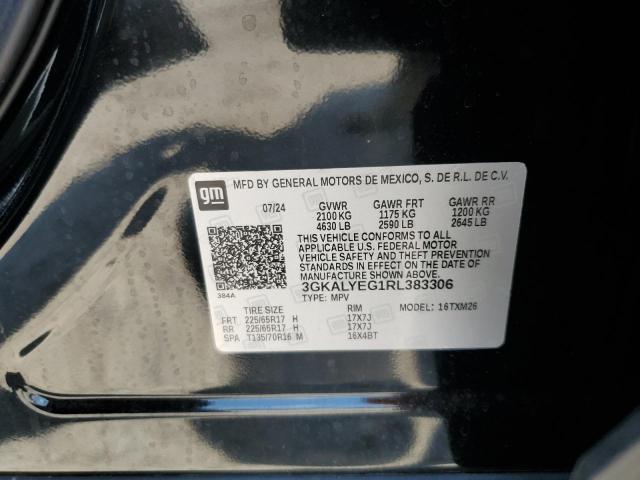 gm MFD BY GENERAL MOTORS DE MEXICO, S. DE R.L. DE C.V.
07/24 GVWR GAWR FRT GAWR RR
2100 KG 1175 KG 1200 KG
4630 LB 2590 LB 2645 LB
THIS VEHICLE CONFORMS TO ALL
APPLICABLE U.S. FEDERAL MOTOR
VEHICLE SAFETY AND THEFT PREVENTION
STANDARDS IN EFFECT ON THE DATE OF
MANUFACTURE SHOWN ABOVE.
384A 3GKALYEG1RL383306
TYPE: MPV MODEL: 16TXM26
TIRE SIZE RIM
FRT 225/65R17 H 17X7J
RR 225/65R17 H 17X7J
SPA T135/70R16 M 16X4BT